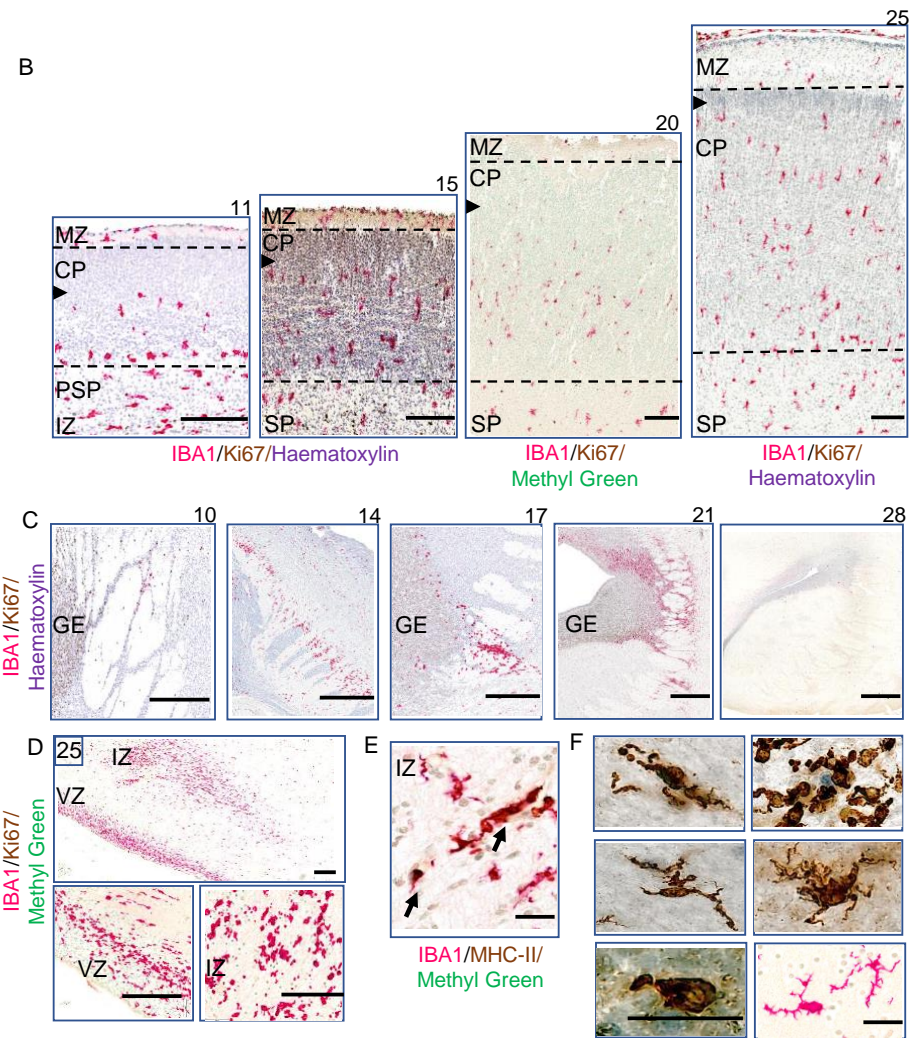 B
11
MZ
CP
PSP
IZ
15
MZ
CP
SP
20
MZ
CP
SP
25
MZ
CP
SP
IBA1/Ki67/Haematoxylin
IBA1/Ki67/
Methyl Green
IBA1/Ki67/
Haematoxylin
C
IBA1/Ki67/
Haematoxylin
10
GE
14
17
GE
21
GE
28
D
IBA1/Ki67/
Methyl Green
25
IZ
VZ
VZ
IZ
E
IZ
IBA1/MHC-II/
Methyl Green
F